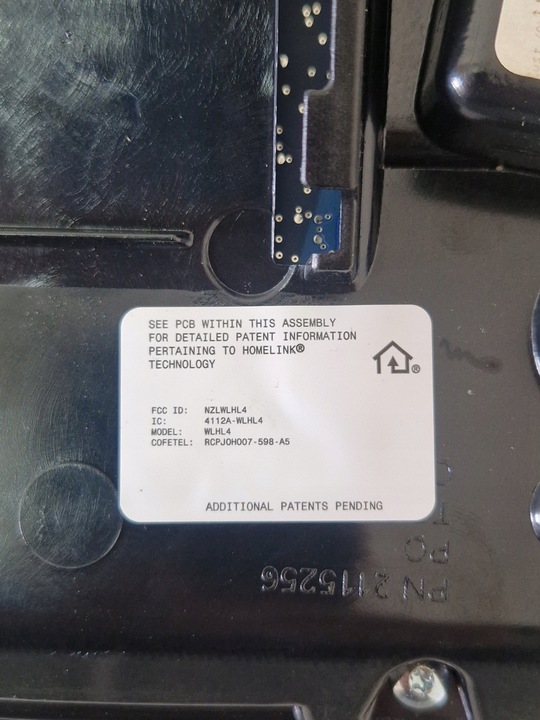 SEE PCB WITHIN THIS ASSEMBLY
FOR DETAILED PATENT INFORMATION
PERTAINING TO HOMELINK®
TECHNOLOGY
®
FCC ID: NZLWLHL4
IC: 4112A-WLHL4
MODEL: WLHL4
COFETEL: RCPJOHO07-598-A5
ADDITIONAL PATENTS PENDING
PC
PN 2115256